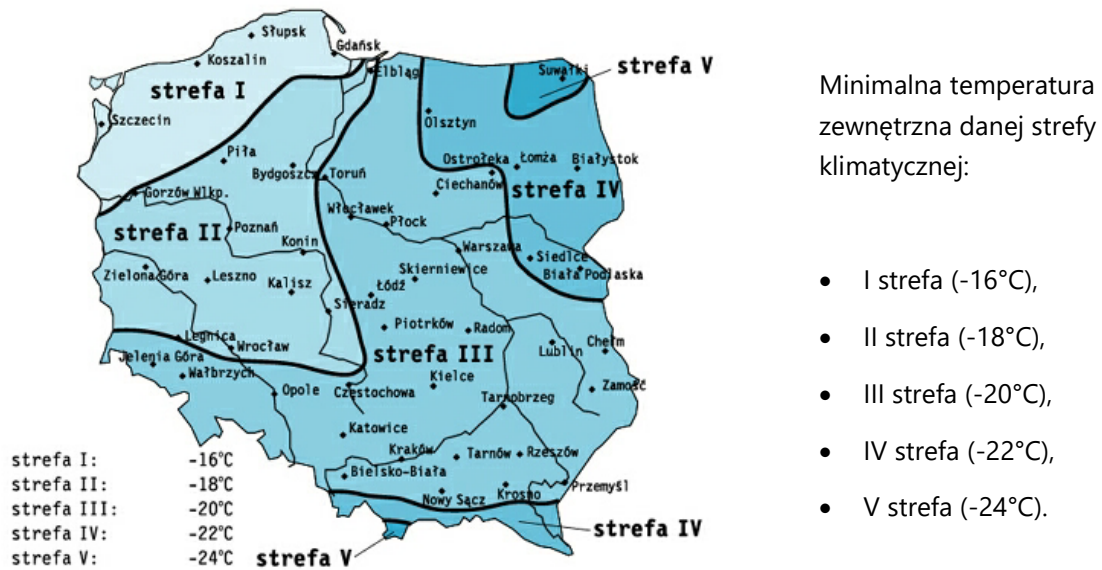 Słupsk
Gdańsk
Koszalin
Elbląg
Suwałki
strefa V
strefa I
Szczecin
Olsztyn
Piła
Ostrołęka
Łomża
Białystok
Bydgoszcz
Toruń
Ciechanów
strefa IV
Gorzów Wlkp.
Włocławek
Płock
strefa II
Poznań
Konin
Warszawa
Siedlce
Biała Podlaska
Zielona Góra
Leszno
Kalisz
Skierniewice
Łódź
Sieradz
Piotrków
Radom
Legnica
Wrocław
strefa III
Lublin
Chełm
Jelenia Góra
Wałbrzych
Opole
Częstochowa
Kielce
Zamość
Tarnobrzeg
Katowice
Kraków
Tarnów
Rzeszów
Bielsko-Biała
Nowy Sącz
Krosno
Przemyśl
strefa IV
strefa V
strefa I: -16°C
strefa II: -18°C
strefa III: -20°C
strefa IV: -22°C
strefa V: -24°C
Minimalna temperatura
zewnętrzna danej strefy
klimatycznej:
• I strefa (-16°C),
• II strefa (-18°C),
• III strefa (-20°C),
• IV strefa (-22°C),
• V strefa (-24°C).